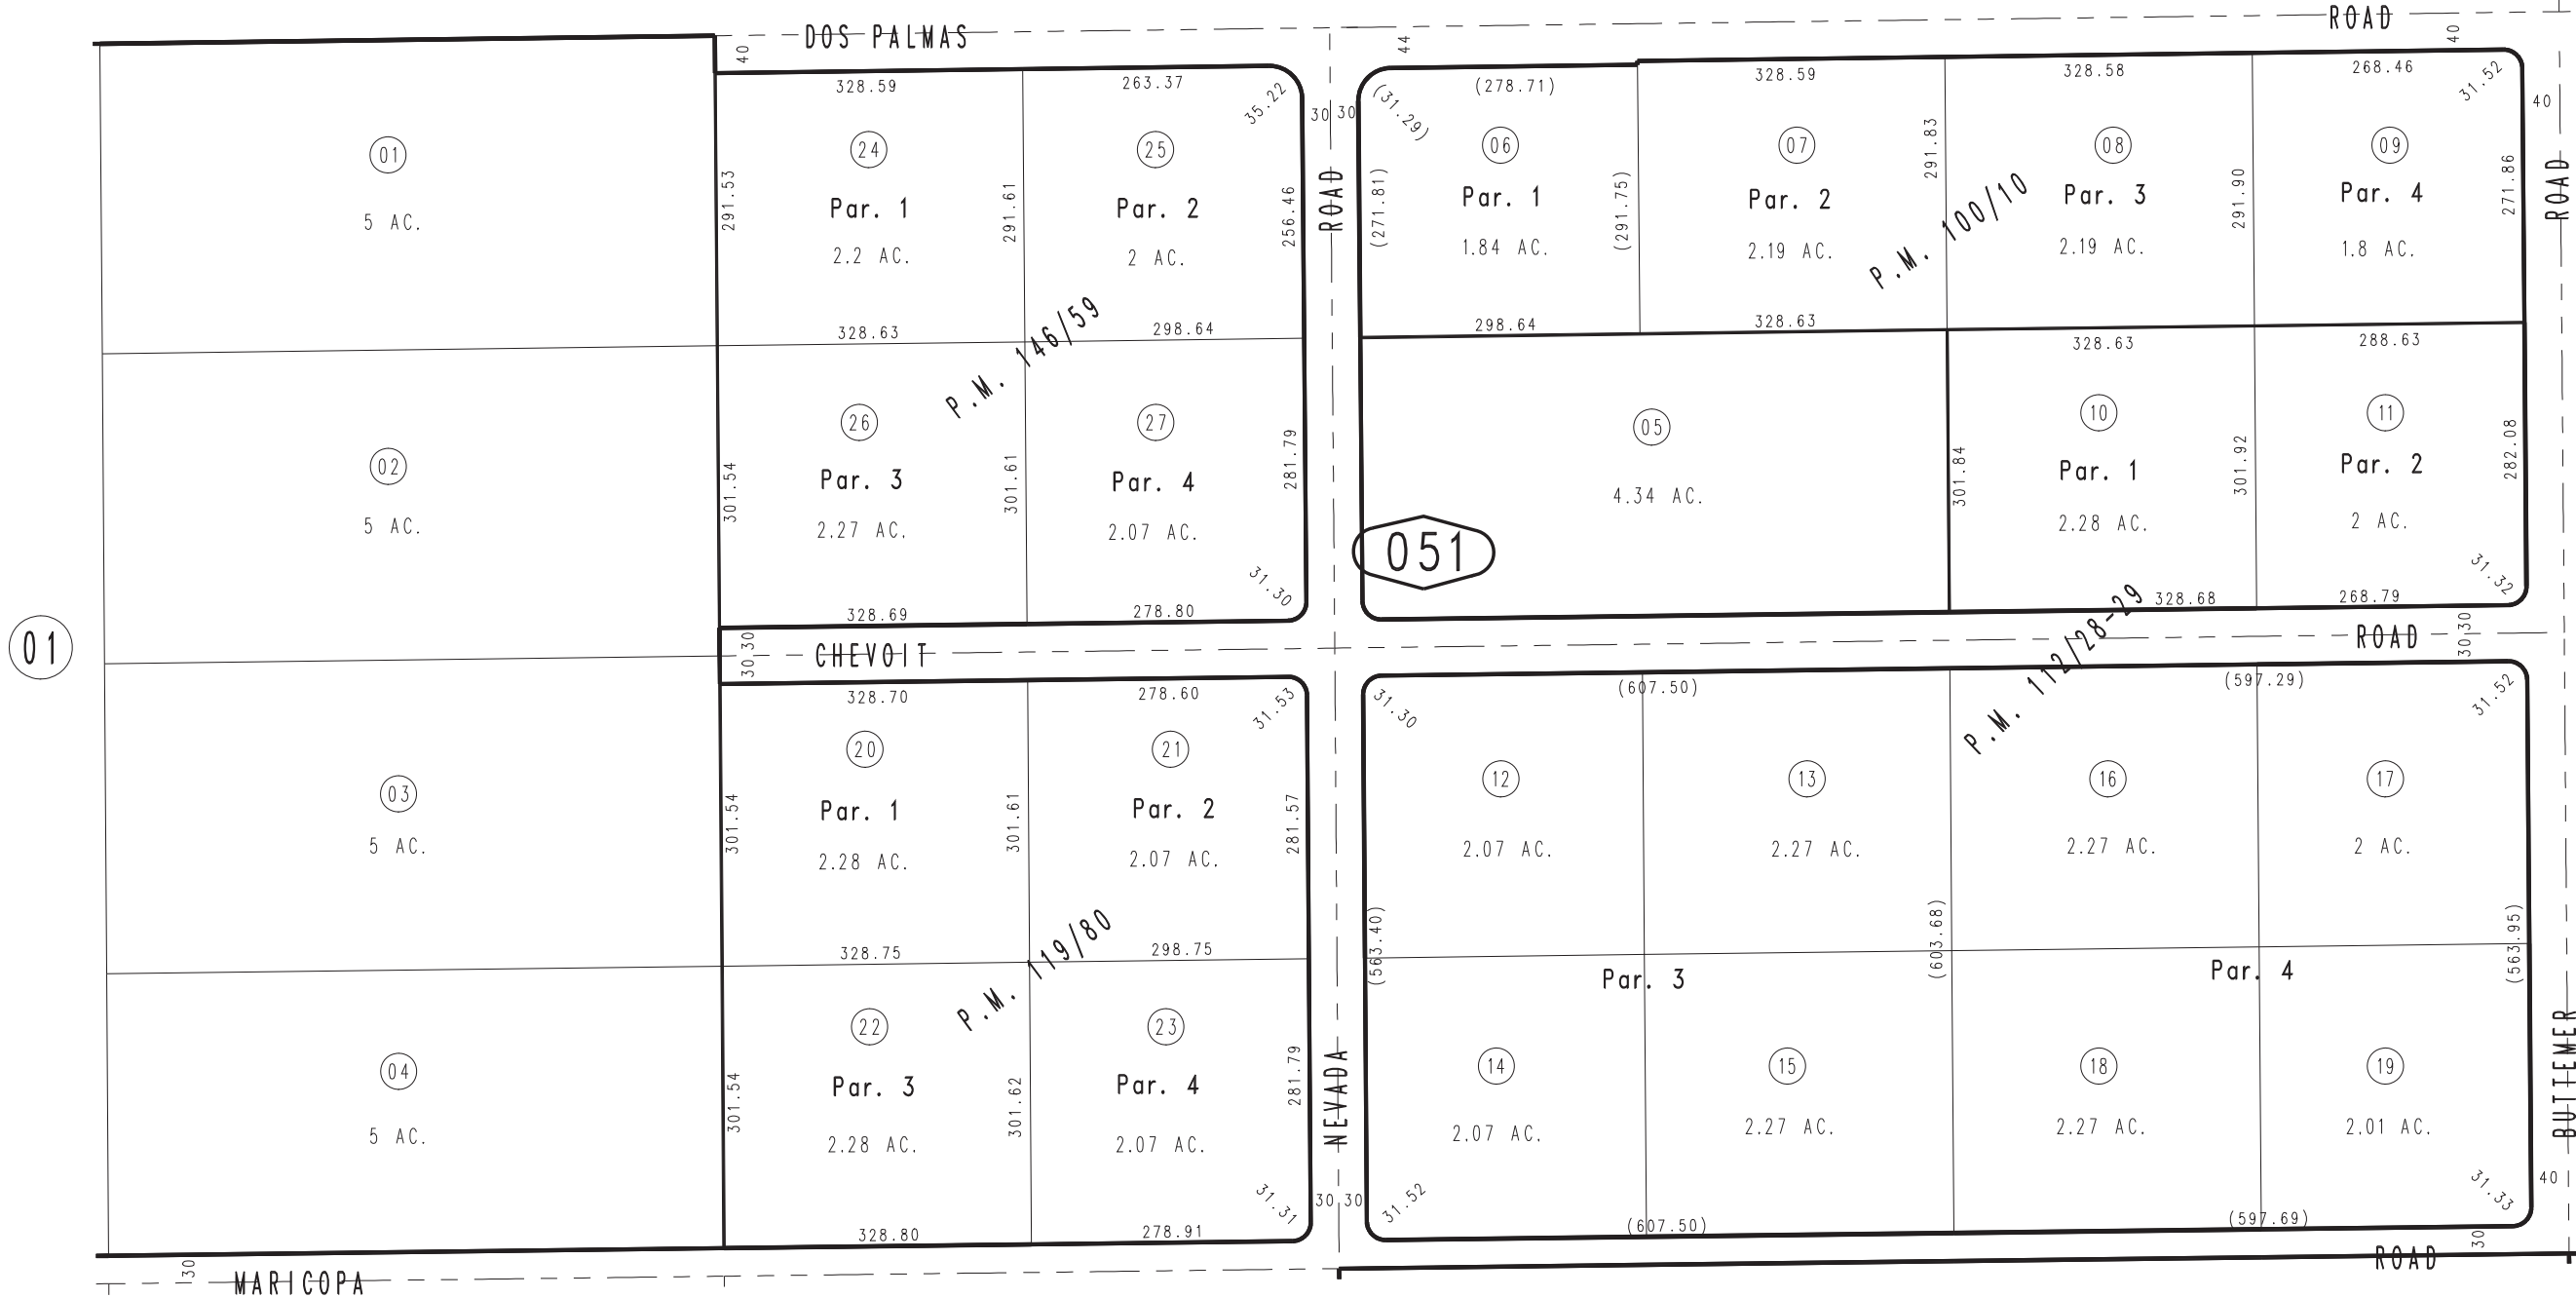 DOS PALMAS ROAD
40 44 40
328.59 263.37 35.22
(31.29) (278.71) 328.59 328.58 268.46 31.52
30 30 40
01
5 AC.
24
Par. 1
2.2 AC.
291.53
291.61
328.63
25
Par. 2
2 AC.
256.46
298.64
P.M. 146/59
ROAD
06
Par. 1
1.84 AC.
(271.81)
(291.75)
298.64
07
Par. 2
2.19 AC.
291.83
328.63
P.M. 100/10
08
Par. 3
2.19 AC.
291.90
09
Par. 4
1.8 AC.
271.86
ROAD
02
5 AC.
26
Par. 3
2.27 AC.
301.54
301.61
328.69
27
Par. 4
2.07 AC.
281.79
31.30
278.80
05
4.34 AC.
051
328.63
10
Par. 1
2.28 AC.
301.84
301.92
328.68
288.63
11
Par. 2
2 AC.
282.08
31.32
268.79
01
30 30
CHEVOIT ROAD
30 30
P.M. 112/28-29
03
5 AC.
328.70
20
Par. 1
2.28 AC.
301.54
301.61
328.75
278.60
31.53
21
Par. 2
2.07 AC.
281.57
298.75
P.M. 119/80
31.30
(607.50)
(597.29)
31.52
12
2.07 AC.
13
2.27 AC.
16
2.27 AC.
17
2 AC.
(563.40)
(603.68)
(563.95)
Par. 3
Par. 4
04
5 AC.
22
Par. 3
2.28 AC.
301.54
301.62
328.80
23
Par. 4
2.07 AC.
281.79
31.31
278.91
NEVADA
30 30
14
2.07 AC.
15
2.27 AC.
18
2.27 AC.
19
2.01 AC.
31.52
(607.50)
(597.69)
31.33
BUTTEMER
40
30
30
MARICOPA ROAD